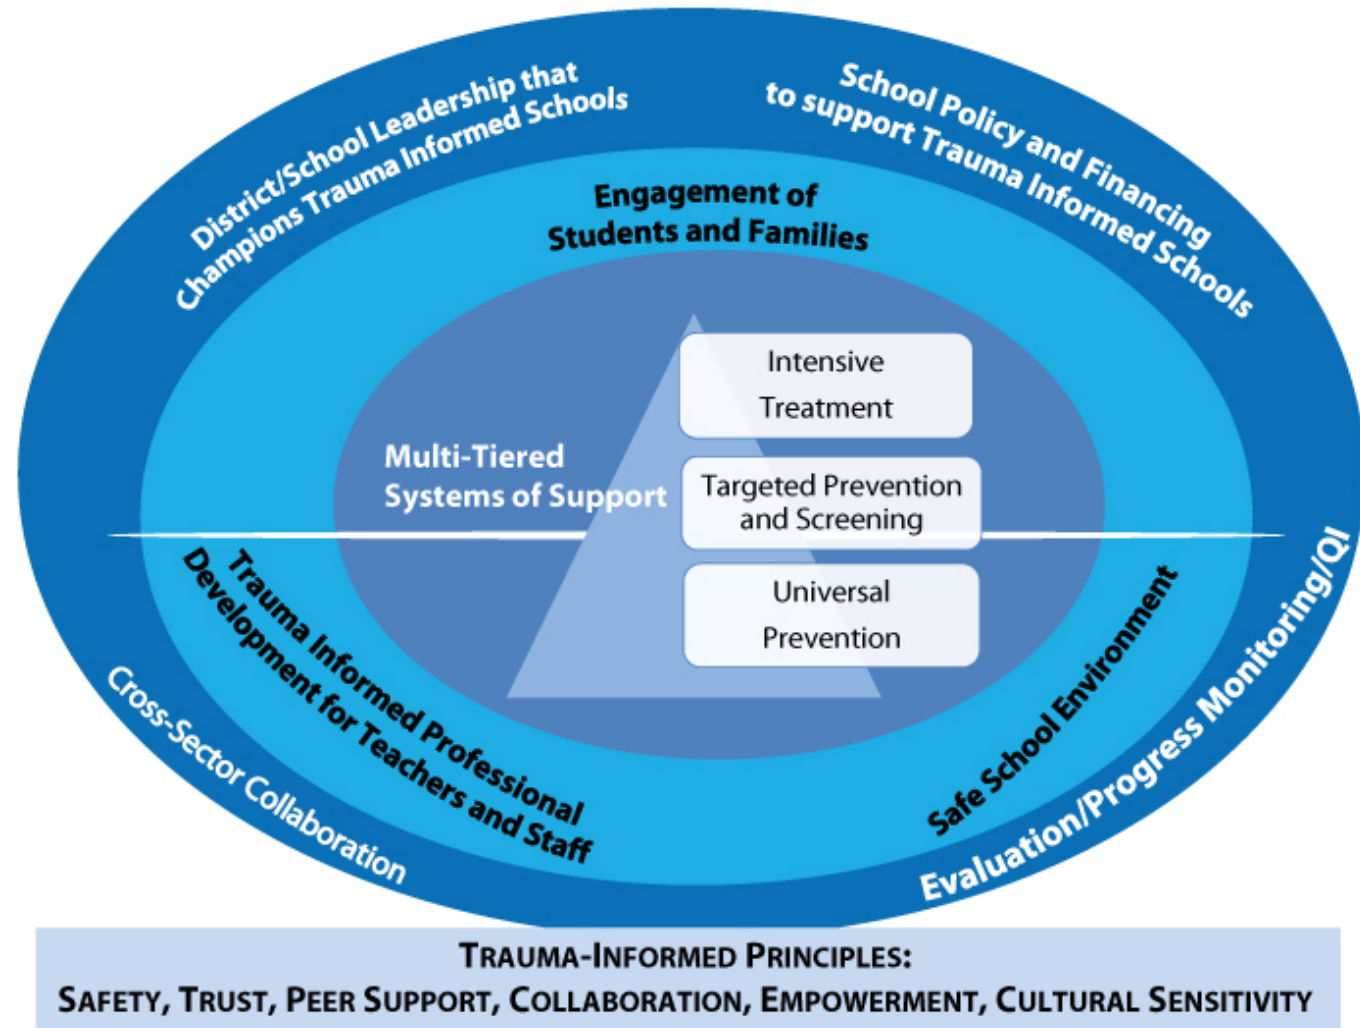 District/School Leadership that
Champions Trauma Informed Schools
School Policy and Financing
to support Trauma Informed Schools
Engagement of
Students and Families
Intensive
Treatment
Multi-Tiered
Systems of Support
Targeted Prevention
and Screening
Universal
Prevention
Trauma Informed Professional
Development for Teachers and Staff
Safe School Environment
Cross-Sector Collaboration
Evaluation/Progress Monitoring/QI
TRAUMA-INFORMED PRINCIPLES:
SAFETY, TRUST, PEER SUPPORT, COLLABORATION, EMPOWERMENT, CULTURAL SENSITIVITY